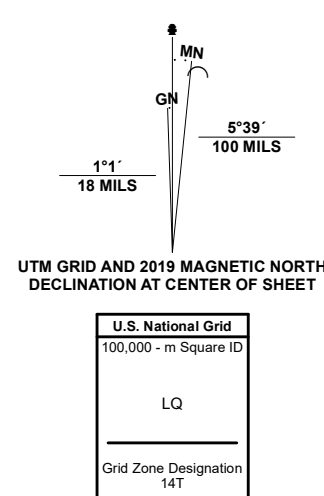 MN
GN
5°39´
100 MILS
1°1´
18 MILS
UTM GRID AND 2019 MAGNETIC NORTH
DECLINATION AT CENTER OF SHEET
U.S. National Grid
100,000 - m Square ID
LQ
Grid Zone Designation
14T